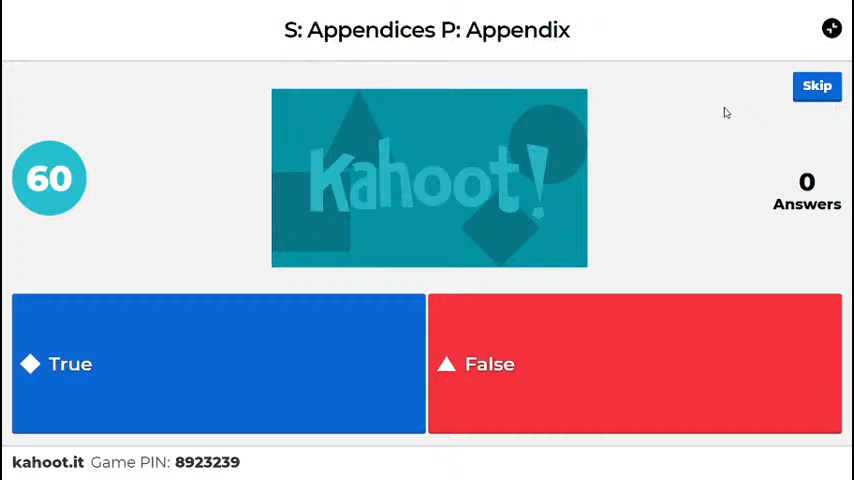 S: Appendices P: Appendix
Skip
60
Kahoot!
0
Answers
True
False
kahoot.it Game PIN: 8923239